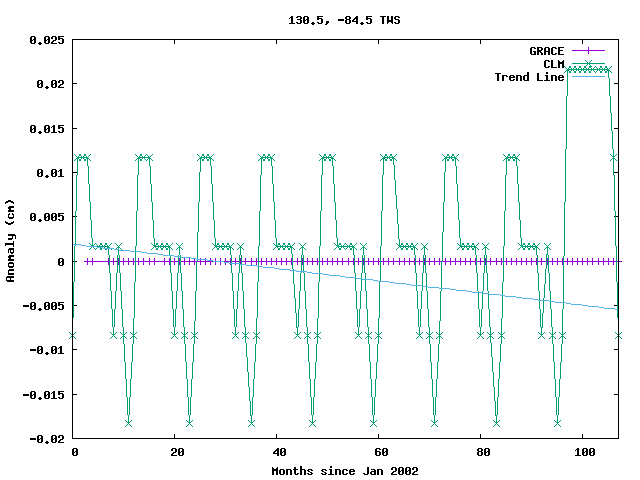 130.5, -84.5 TWS
GRACE
CLM
Trend Line
Anomaly (cm)
0.025
0.02
0.015
0.01
0.005
0
-0.005
-0.01
-0.015
-0.02
0 20 40 60 80 100
Months since Jan 2002